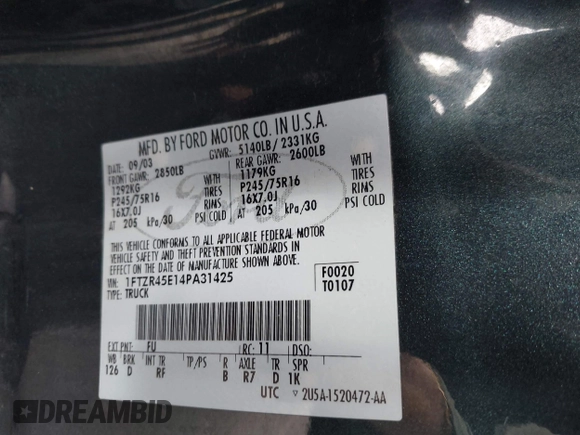 MFD. BY FORD MOTOR CO. IN U.S.A.
DATE: 09/03 GVWR: 5140LB/ 2331KG
FRONT GAWR: 2850LB REAR GAWR: 2600LB
1292KG 1179KG WITH
P245/75R16 P245/75R16 TIRES
16X7.0J 16X7.0J RIMS
AT 205 kPa/30 AT 205 kPa/30 PSI COLD
WITH
TIRES
RIMS
PSI COLD
Ford
THIS VEHICLE CONFORMS TO ALL APPLICABLE FEDERAL MOTOR
VEHICLE SAFETY AND THEFT PREVENTION STANDARDS IN
EFFECT ON THE DATE OF MANUFACTURE SHOWN ABOVE.
VIN: 1FTZR45E14PA31425 F0020
TYPE: TRUCK T0107
EXT PNT: FU RC: 11 DSO:
WB BRK INT TR TP/PS R AXLE TR SPR
126 D RF B R7 D 1K
UTC ▽ 2U5A-1520472-AA
DREAMBID